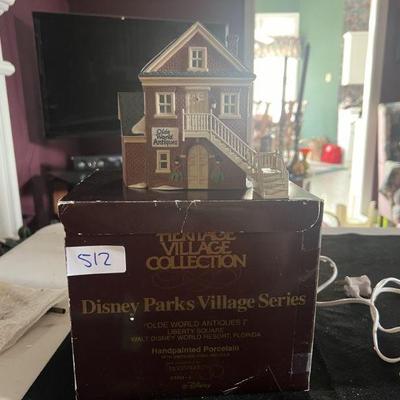 Olde
World
Antiques
HERITAGE
VILLAGE
COLLECTION
512
Disney Parks Village Series
"OLDE WORLD ANTIQUES I"
LIBERTY SQUARE
WALT DISNEY WORLD RESORT, FLORIDA
Handpainted Porcelain
© Disney